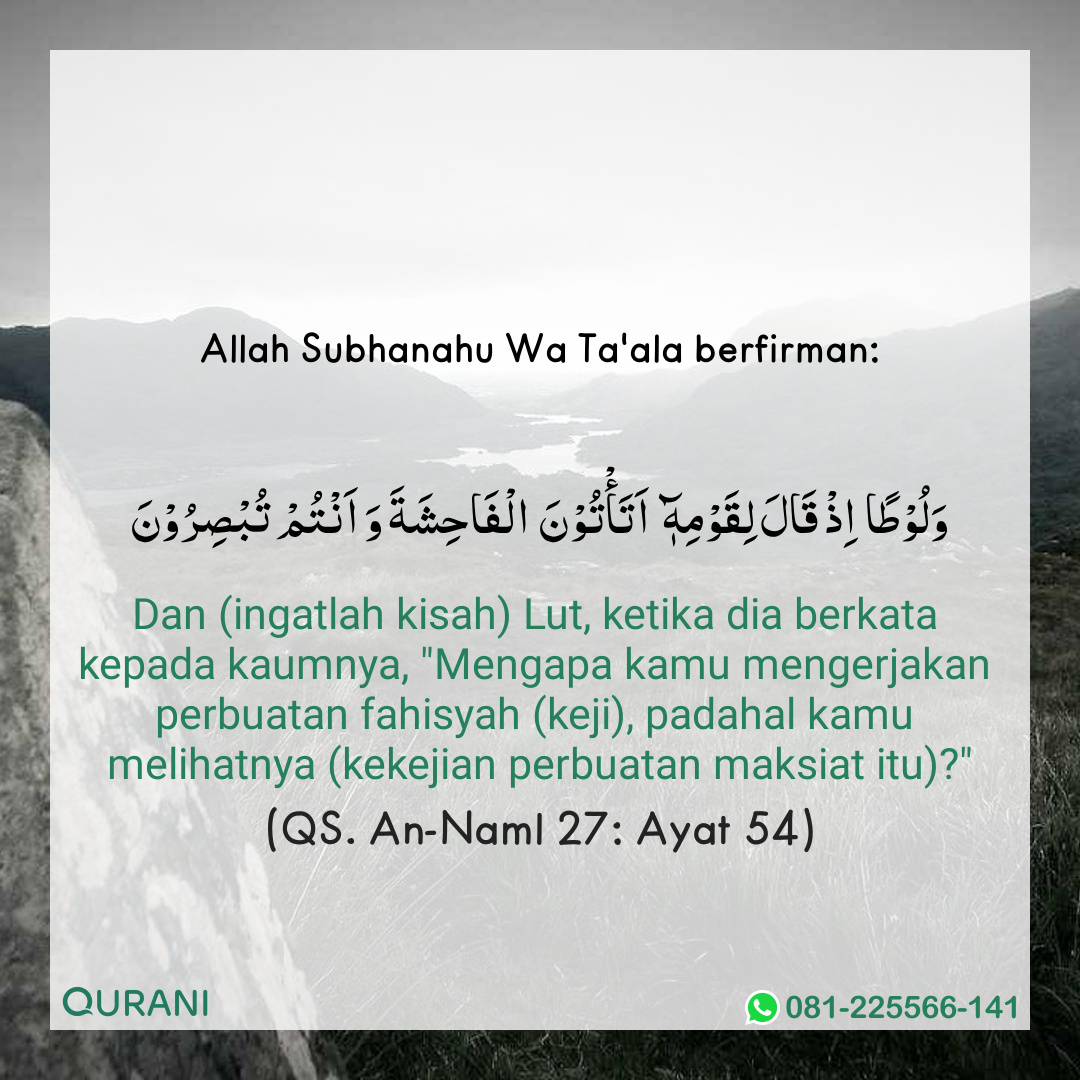 Allah Subhanahu Wa Ta'ala berfirman:
وَلُوْطًا اِذْ قَالَ لِقَوْمِهٖۤ اَتَأْتُوْنَ الْفَاحِشَةَ وَ اَنْـتُمْ تُبْصِرُوْنَ
Dan (ingatlah kisah) Lut, ketika dia berkata
kepada kaumnya, "Mengapa kamu mengerjakan
perbuatan fahisyah (keji), padahal kamu
melihatnya (kekejian perbuatan maksiat itu)?"
(QS. An-Naml 27: Ayat 54)
QURANI
081-225566-141